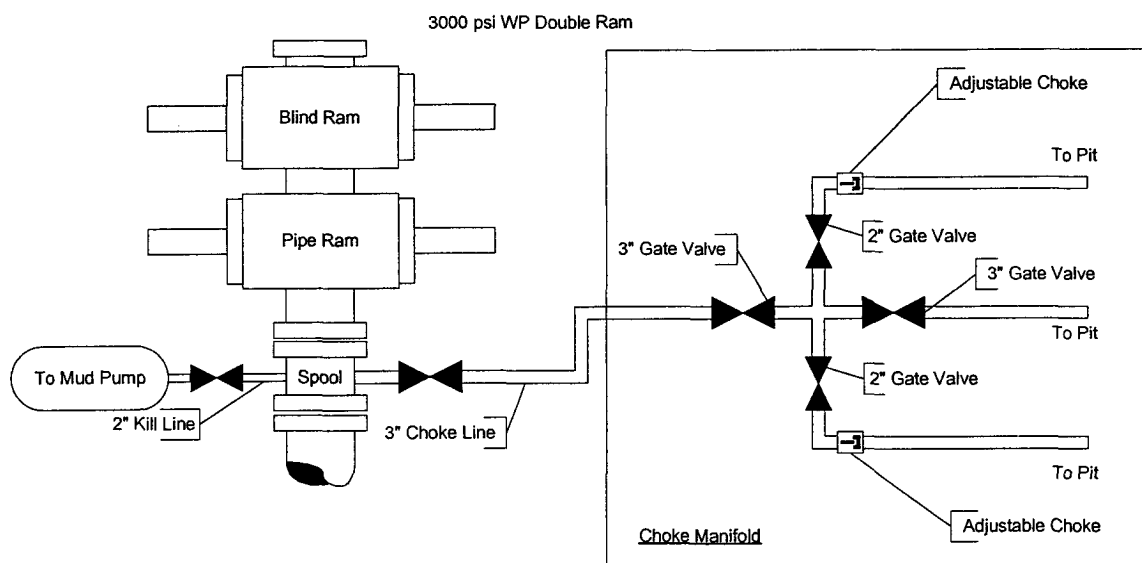 3000 psi WP Double Ram
Adjustable Choke
Blind Ram
To Pit
2" Gate Valve
Pipe Ram
3" Gate Valve
3" Gate Valve
To Pit
To Mud Pump
Spool
2" Gate Valve
2" Kill Line
3" Choke Line
To Pit
Adjustable Choke
Choke Manifold